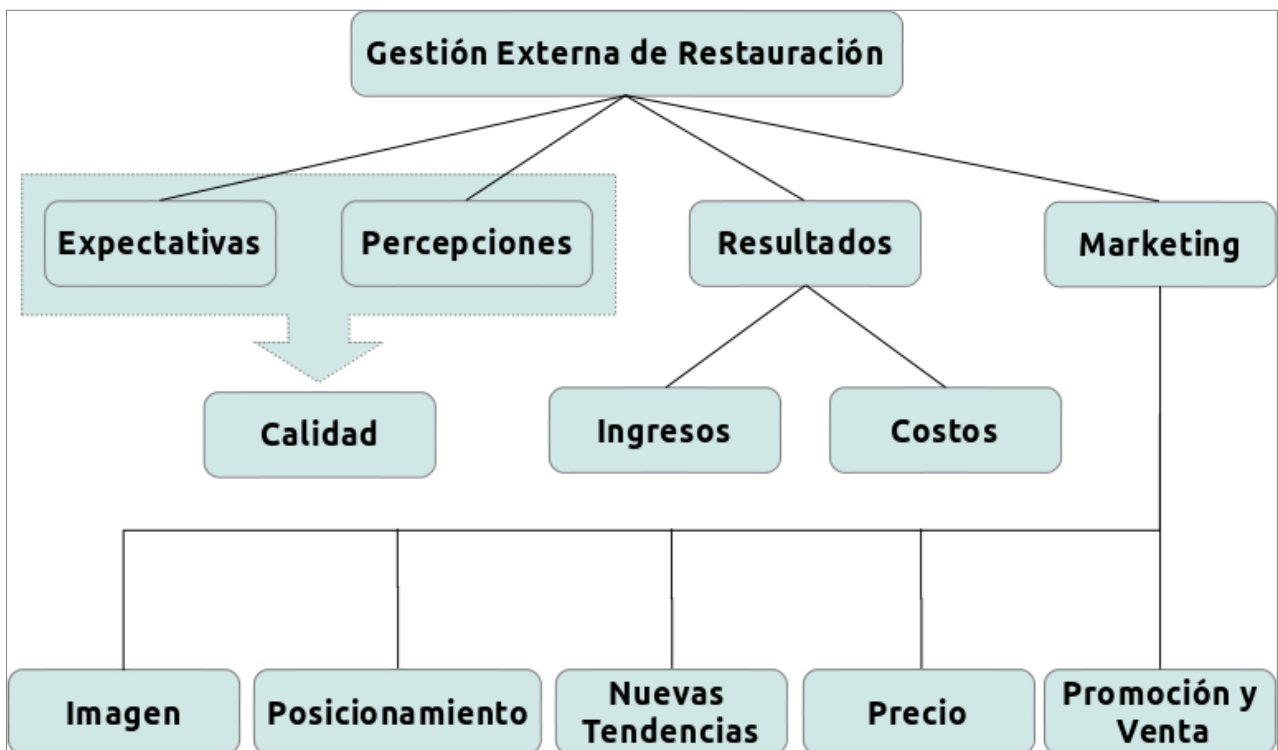 Gestión Externa de Restauración
Expectativas
Percepciones
Resultados
Marketing
Calidad
Ingresos
Costos
Imagen
Posicionamiento
Nuevas
Tendencias
Precio
Promoción y
Venta